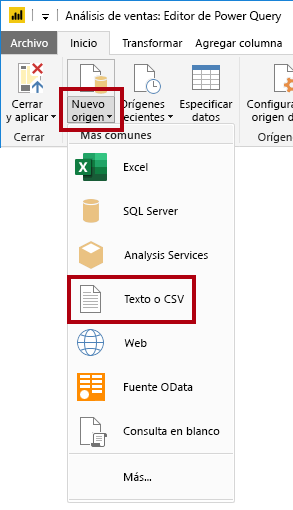 Análisis de ventas: Editor de Power Query
Archivo
Inicio
Transformar
Agregar columna
Cerrar
y aplicar
Nuevo
origen
Orígenes
recientes
Especificar
datos
Configura
origen d
Cerrar
Oríge
Más comunes
Excel
SQL Server
Analysis Services
Texto o CSV
Web
Fuente OData
Consulta en blanco
Más...